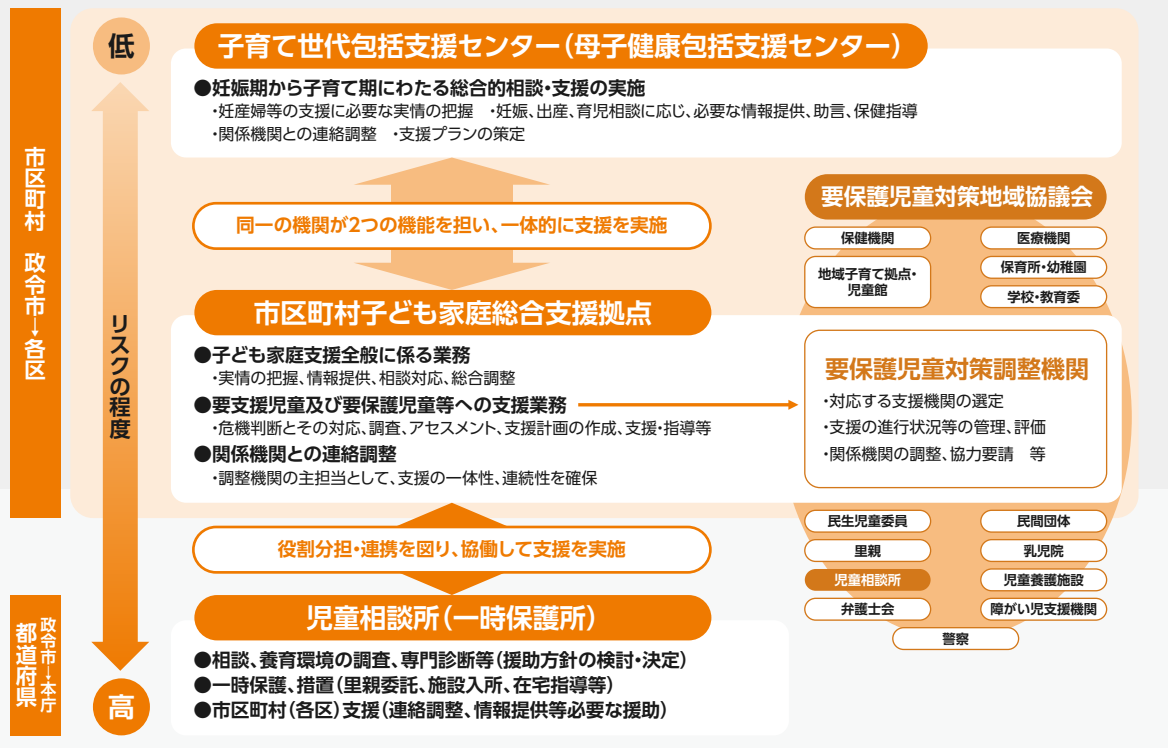 市区町村 政令市→各区
低
リスクの程度
高
子育て世代包括支援センター(母子健康包括支援センター)
●妊娠期から子育て期にわたる総合的相談・支援の実施
・妊産婦等の支援に必要な実情の把握 ・妊娠、出産、育児相談に応じ、必要な情報提供、助言、保健指導
・関係機関との連絡調整 ・支援プランの策定
同一の機関が2つの機能を担い、一体的に支援を実施
市区町村子ども家庭総合支援拠点
●子ども家庭支援全般に係る業務
・実情の把握、情報提供、相談対応、総合調整
●要支援児童及び要保護児童等への支援業務
・危機判断とその対応、調査、アセスメント、支援計画の作成、支援・指導等
●関係機関との連絡調整
・調整機関の主担当として、支援の一体性、連続性を確保
役割分担・連携を図り、協働して支援を実施
要保護児童対策地域協議会
保健機関
医療機関
地域子育て拠点・
児童館
保育所・幼稚園
学校・教育委
要保護児童対策調整機関
・対応する支援機関の選定
・支援の進行状況等の管理、評価
・関係機関の調整、協力要請 等
民生児童委員
民間団体
里親
乳児院
児童相談所
児童養護施設
弁護士会
障がい児支援機関
警察
都道府県
政令市→本庁
児童相談所(一時保護所)
●相談、養育環境の調査、専門診断等(援助方針の検討・決定)
●一時保護、措置(里親委託、施設入所、在宅指導等)
●市区町村(各区)支援(連絡調整、情報提供等必要な援助)